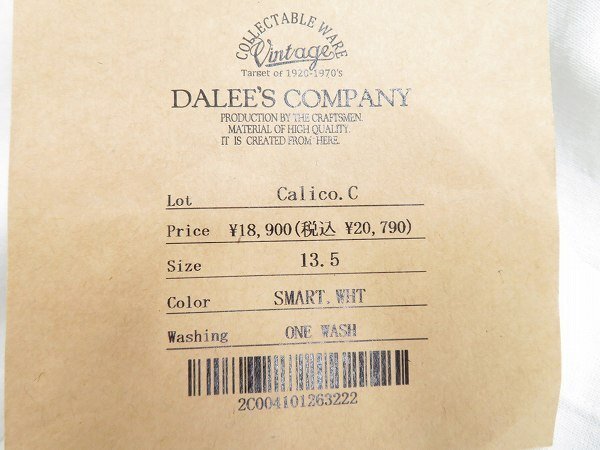 COLLECTABLE WARE
Vintage
Target of 1920-1970's
DALEE'S COMPANY
PRODUCTION BY THE CRAFTSMEN.
MATERIAL OF HIGH QUALITY.
IT IS CREATED FROM HERE.
Lot Calico.C
Price ¥18,900(税込 ¥20,790)
Size 13.5
Color SMART.WHT
Washing ONE WASH
2C004101263222